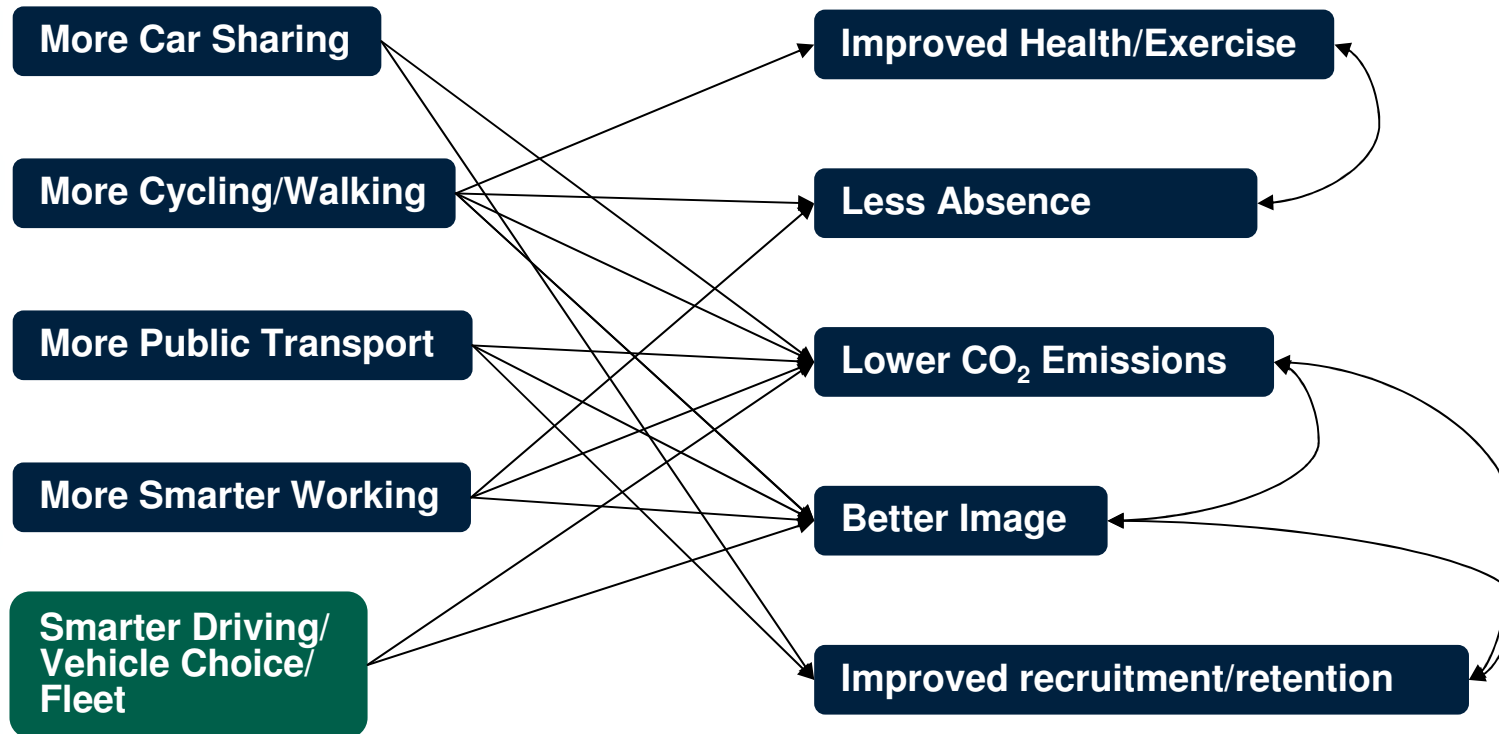 More Car Sharing
More Cycling/Walking
More Public Transport
More Smarter Working
Smarter Driving/
Vehicle Choice/
Fleet
Improved Health/Exercise
Less Absence
Lower CO₂ Emissions
Better Image
Improved recruitment/retention